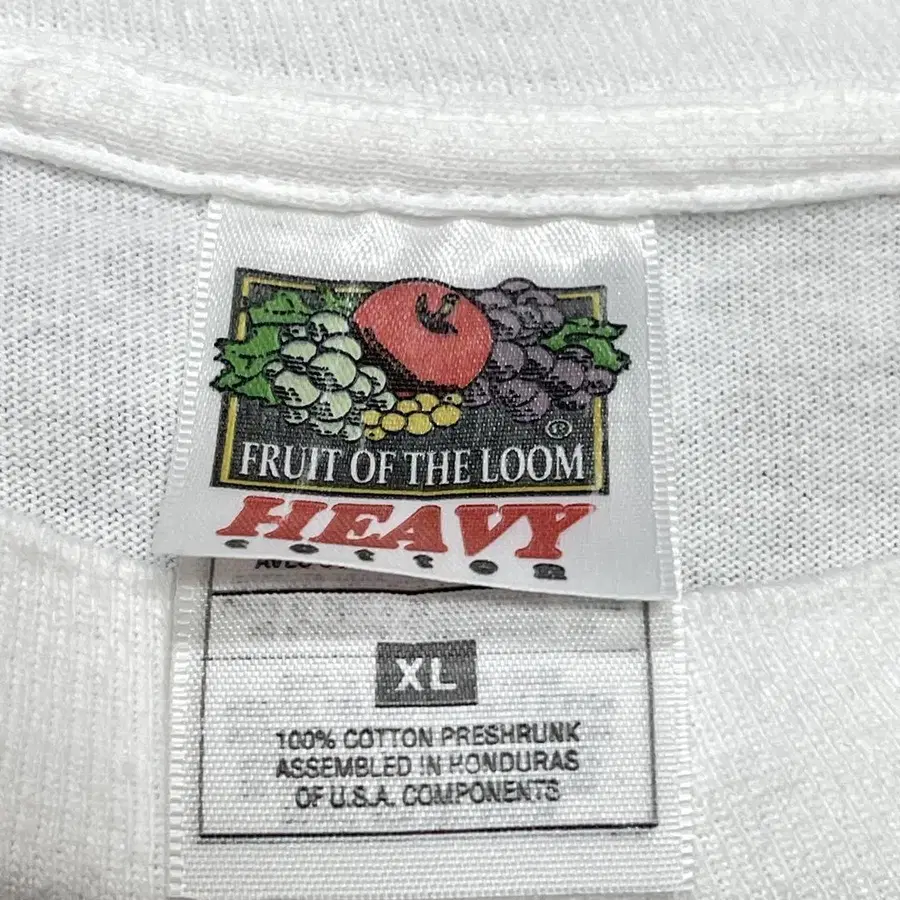 ®
FRUIT OF THE LOOM
HEAVY
COTTON
XL
100% COTTON PRESHRUNK
ASSEMBLED IN HONDURAS
OF U.S.A. COMPONENTS